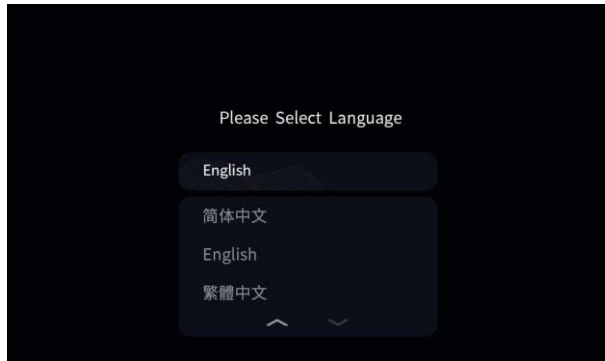 Please Select Language
English
简体中文
English
繁體中文